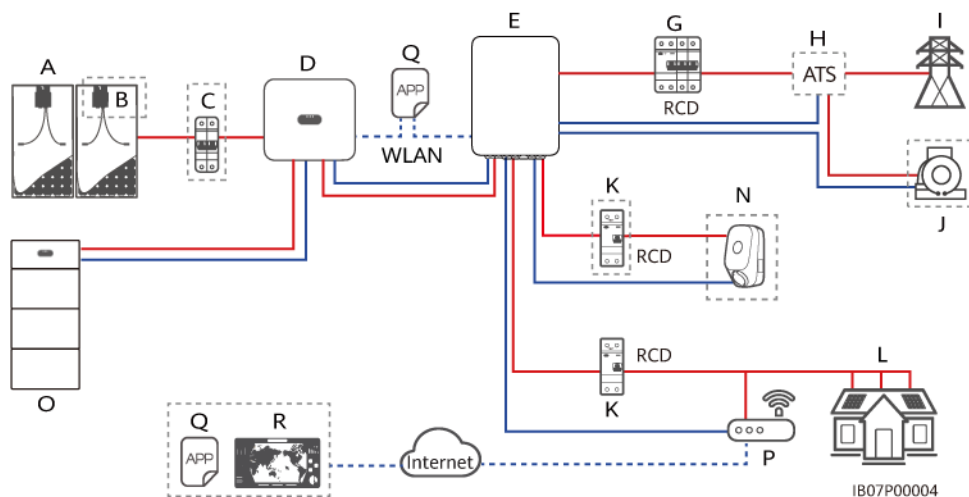 A
B
C
D
Q
APP
WLAN
E
G
RCD
H
ATS
I
J
K
RCD
N
O
K
RCD
L
P
Q
APP
R
Internet
IB07P00004